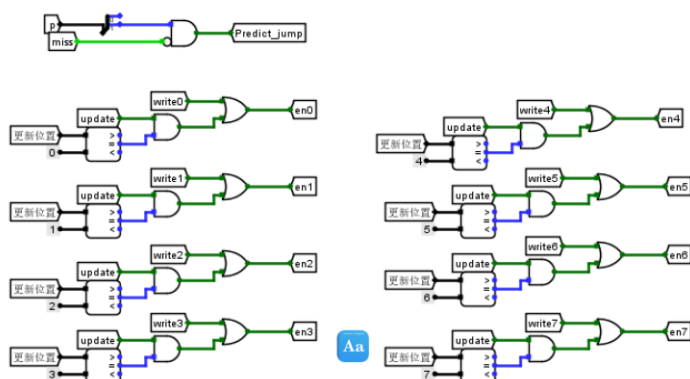 p
miss
Predict_jump
write0
update
en0
更新位置
>
=
<
0
write1
update
en1
更新位置
>
=
<
1
write2
update
en2
更新位置
>
=
<
2
write3
update
en3
更新位置
>
=
<
3
write4
update
en4
更新位置
>
=
<
4
write5
update
en5
更新位置
>
=
<
5
write6
update
en6
更新位置
>
=
<
6
write7
update
en7
更新位置
>
=
<
7
Aa